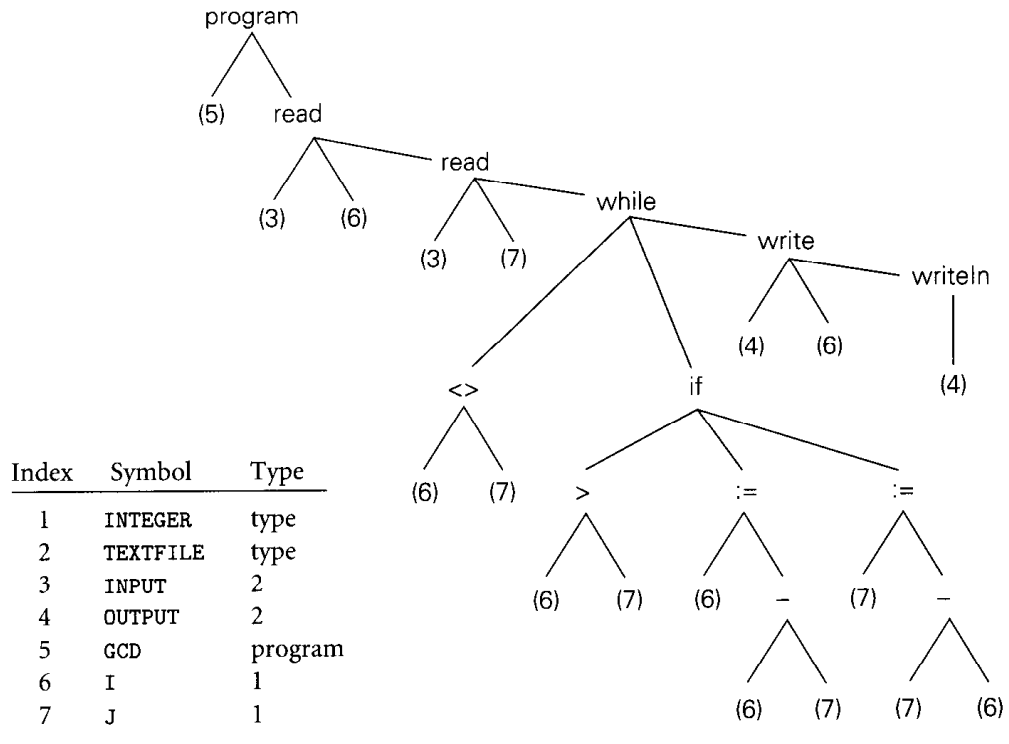 program
(5) read
read
(3) (6)
while
(3) (7)
write
writeln
(4) (6)
(4)
<> if
(6) (7)
> := :=
(6) (7) (6) − (7) −
(6) (7) (7) (6)
Index Symbol Type
1 INTEGER type
2 TEXTFILE type
3 INPUT 2
4 OUTPUT 2
5 GCD program
6 I 1
7 J 1